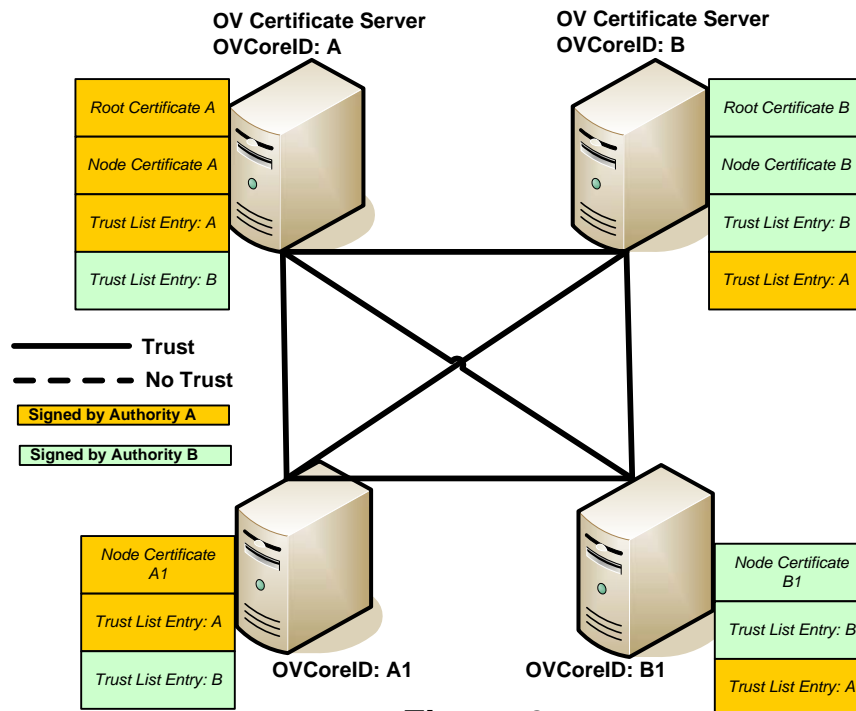 OV Certificate Server
OVCoreID: A
OV Certificate Server
OVCoreID: B
Root Certificate A
Node Certificate A
Trust List Entry: A
Trust List Entry: B
Root Certificate B
Node Certificate B
Trust List Entry: B
Trust List Entry: A
Trust
No Trust
Signed by Authority A
Signed by Authority B
Node Certificate
A1
Trust List Entry: A
Trust List Entry: B
OVCoreID: A1
OVCoreID: B1
Node Certificate
B1
Trust List Entry: B
Trust List Entry: A